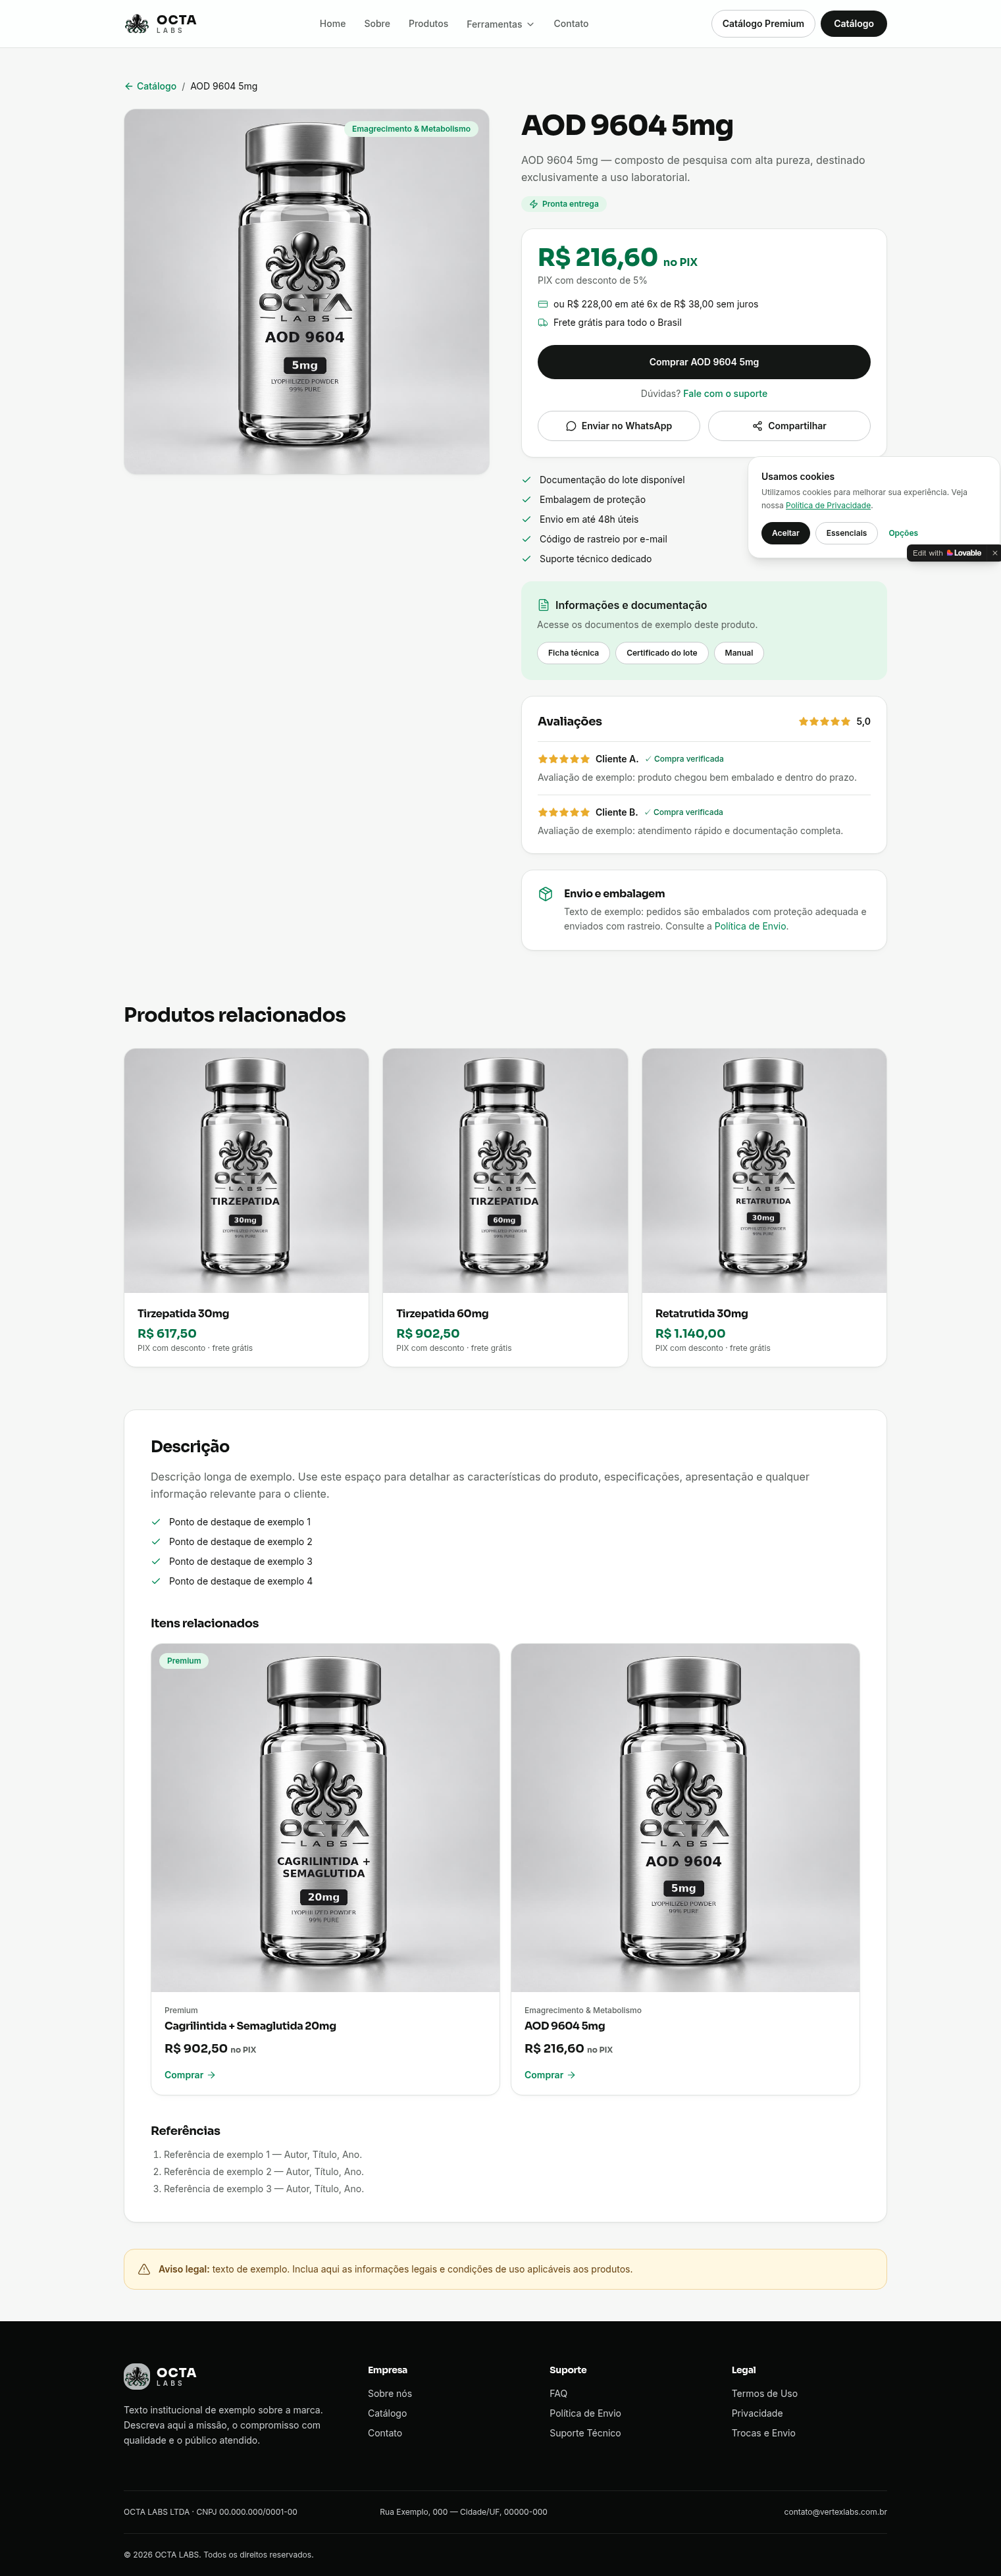 OCTA
LABS
Home
Sobre
Produtos
Ferramentas
Contato
Catálogo Premium
Catálogo
Catálogo / AOD 9604 5mg
Emagrecimento & Metabolismo
OCTA
LABS
AOD 9604
5mg
LYOPHILIZED POWDER
99% PURE
AOD 9604 5mg
AOD 9604 5mg — composto de pesquisa com alta pureza, destinado
exclusivamente a uso laboratorial.
Pronta entrega
R$ 216,60 no PIX
PIX com desconto de 5%
ou R$ 228,00 em até 6x de R$ 38,00 sem juros
Frete grátis para todo o Brasil
Comprar AOD 9604 5mg
Dúvidas? Fale com o suporte
Enviar no WhatsApp
Compartilhar
Documentação do lote disponível
Embalagem de proteção
Envio em até 48h úteis
Código de rastreio por e-mail
Suporte técnico dedicado
Usamos cookies
Utilizamos cookies para melhorar sua experiência. Veja
nossa Política de Privacidade.
Aceitar
Essenciais
Opções
Edit with Lovable
Informações e documentação
Acesse os documentos de exemplo deste produto.
Ficha técnica
Certificado do lote
Manual
Avaliações
5,0
Cliente A. Compra verificada
Avaliação de exemplo: produto chegou bem embalado e dentro do prazo.
Cliente B. Compra verificada
Avaliação de exemplo: atendimento rápido e documentação completa.
Envio e embalagem
Texto de exemplo: pedidos são embalados com proteção adequada e
enviados com rastreio. Consulte a Política de Envio.
Produtos relacionados
OCTA
LABS
TIRZEPATIDA
30mg
LYOPHILIZED POWDER
99% PURE
Tirzepatida 30mg
R$ 617,50
PIX com desconto · frete grátis
OCTA
LABS
TIRZEPATIDA
60mg
LYOPHILIZED POWDER
99% PURE
Tirzepatida 60mg
R$ 902,50
PIX com desconto · frete grátis
OCTA
LABS
RETATRUTIDA
30mg
LYOPHILIZED POWDER
99% PURE
Retatrutida 30mg
R$ 1.140,00
PIX com desconto · frete grátis
Descrição
Descrição longa de exemplo. Use este espaço para detalhar as características do produto, especificações, apresentação e qualquer
informação relevante para o cliente.
Ponto de destaque de exemplo 1
Ponto de destaque de exemplo 2
Ponto de destaque de exemplo 3
Ponto de destaque de exemplo 4
Itens relacionados
Premium
OCTA
LABS
CAGRILINTIDA +
SEMAGLUTIDA
20mg
LYOPHILIZED POWDER
99% PURE
Premium
Cagrilintida + Semaglutida 20mg
R$ 902,50 no PIX
Comprar
OCTA
LABS
AOD 9604
5mg
LYOPHILIZED POWDER
99% PURE
Emagrecimento & Metabolismo
AOD 9604 5mg
R$ 216,60 no PIX
Comprar
Referências
1. Referência de exemplo 1 — Autor, Título, Ano.
2. Referência de exemplo 2 — Autor, Título, Ano.
3. Referência de exemplo 3 — Autor, Título, Ano.
Aviso legal: texto de exemplo. Inclua aqui as informações legais e condições de uso aplicáveis aos produtos.
OCTA
LABS
Texto institucional de exemplo sobre a marca.
Descreva aqui a missão, o compromisso com
qualidade e o público atendido.
Empresa
Sobre nós
Catálogo
Contato
Suporte
FAQ
Política de Envio
Suporte Técnico
Legal
Termos de Uso
Privacidade
Trocas e Envio
OCTA LABS LTDA · CNPJ 00.000.000/0001-00
Rua Exemplo, 000 — Cidade/UF, 00000-000
contato@vertexlabs.com.br
© 2026 OCTA LABS. Todos os direitos reservados.